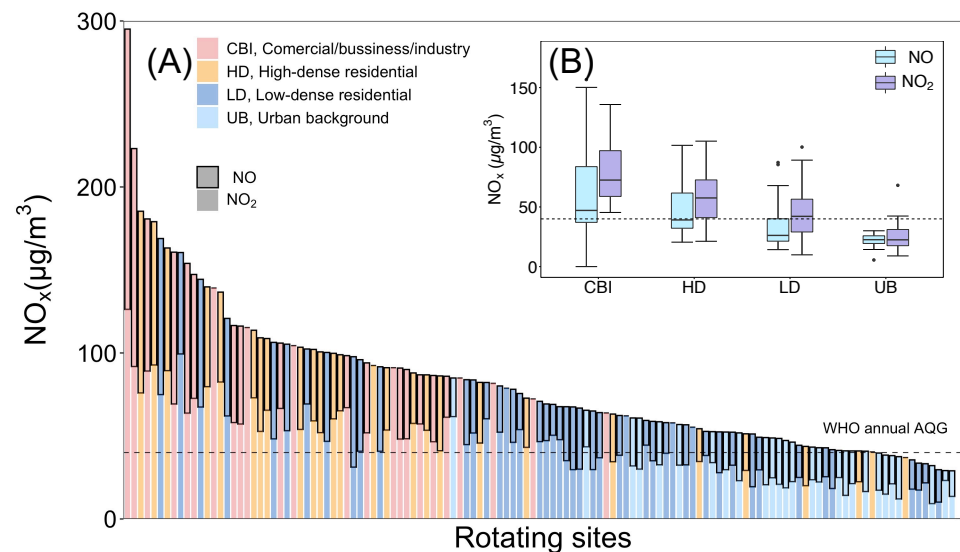 300
200
100
0
NOx(μg/m³)
(A)
CBI, Comercial/bussiness/industry
HD, High-dense residential
LD, Low-dense residential
UB, Urban background
NO
NO₂
(B)
NO
NO₂
150
100
50
0
NOx (μg/m³)
CBI HD LD UB
WHO annual AQG
Rotating sites